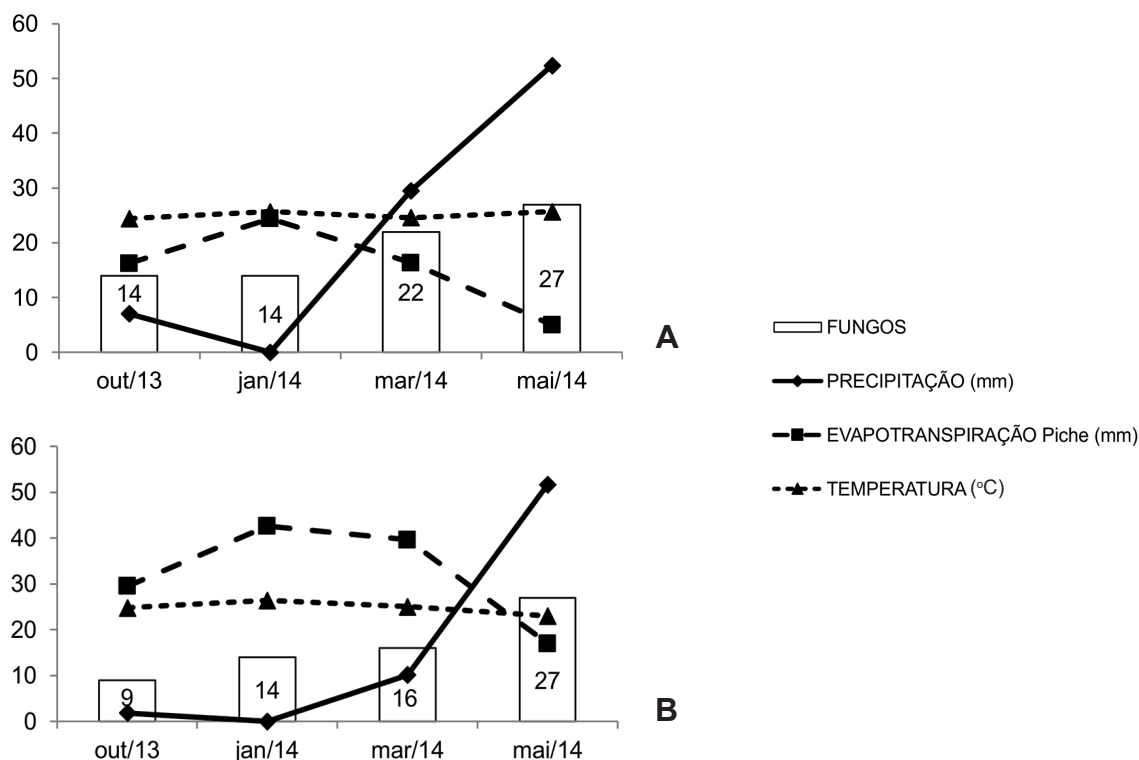 60
50
40
30
20
10
0
14
14
22
27
out/13
jan/14
mar/14
mai/14
A
FUNGOS
PRECIPITAÇÃO (mm)
EVAPOTRANSPIRAÇÃO Piche (mm)
TEMPERATURA (ºC)
60
50
40
30
20
10
0
9
14
16
27
out/13
jan/14
mar/14
mai/14
B